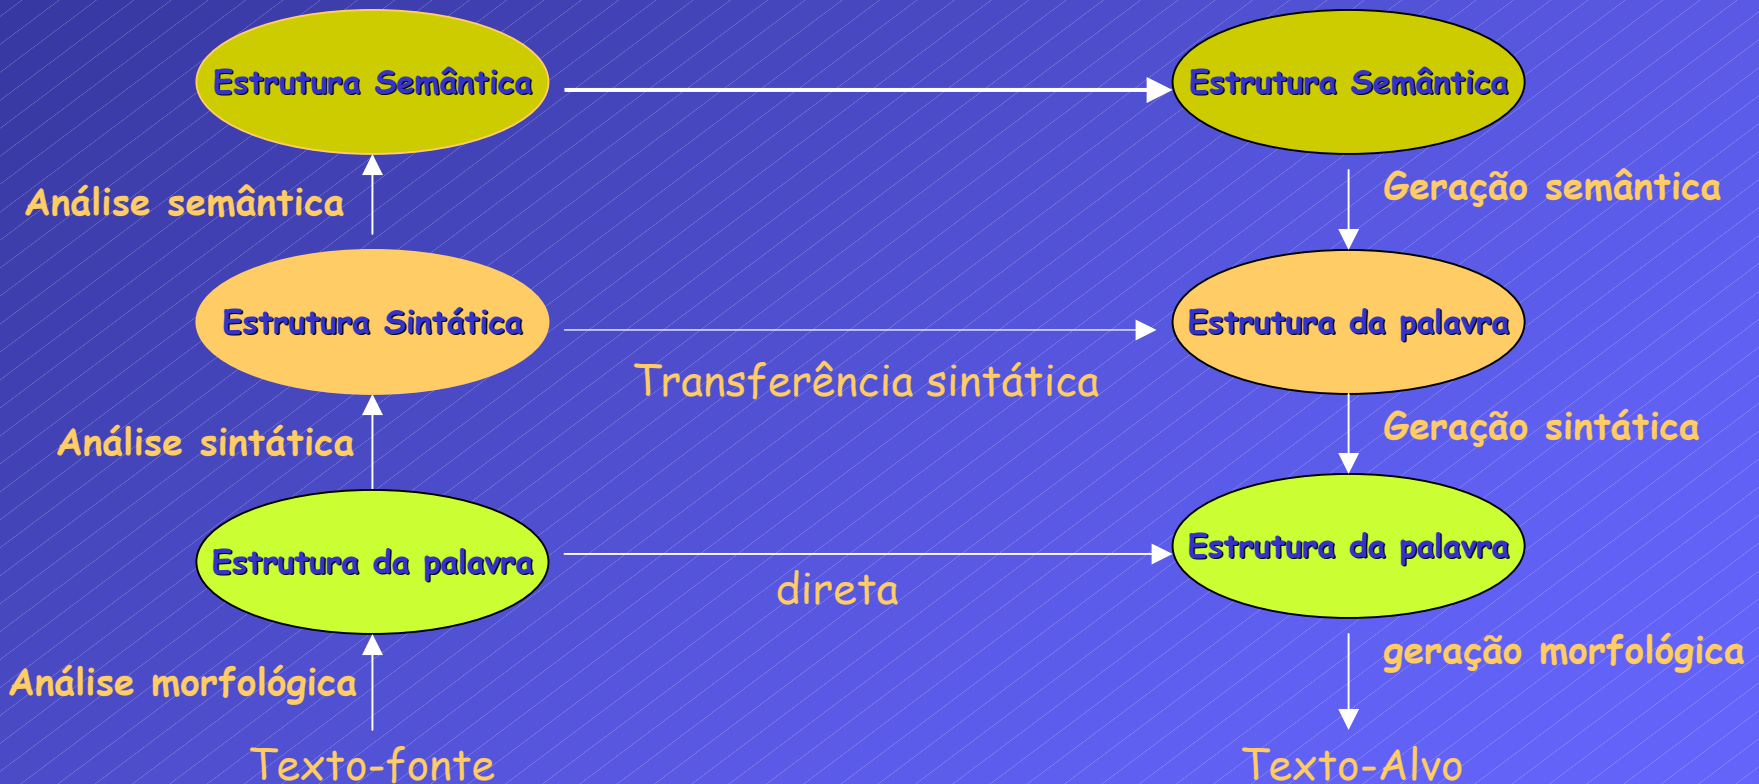 Estrutura Semântica
Estrutura Semântica
Análise semântica
Geração semântica
Estrutura Sintática
Estrutura da palavra
Transferência sintática
Análise sintática
Geração sintática
Estrutura da palavra
Estrutura da palavra
direta
Análise morfológica
geração morfológica
Texto-fonte
Texto-Alvo